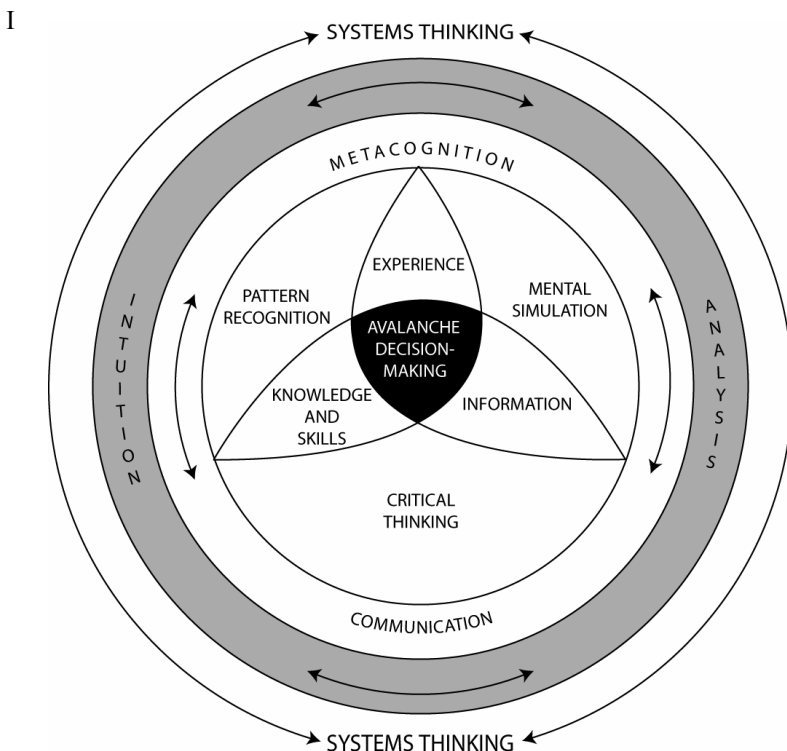 I
SYSTEMS THINKING
METACOGNITION
EXPERIENCE
PATTERN
RECOGNITION
MENTAL
SIMULATION
INTUITION
ANALYSIS
AVALANCHE
DECISION-
MAKING
KNOWLEDGE
AND
SKILLS
INFORMATION
CRITICAL
THINKING
COMMUNICATION
SYSTEMS THINKING